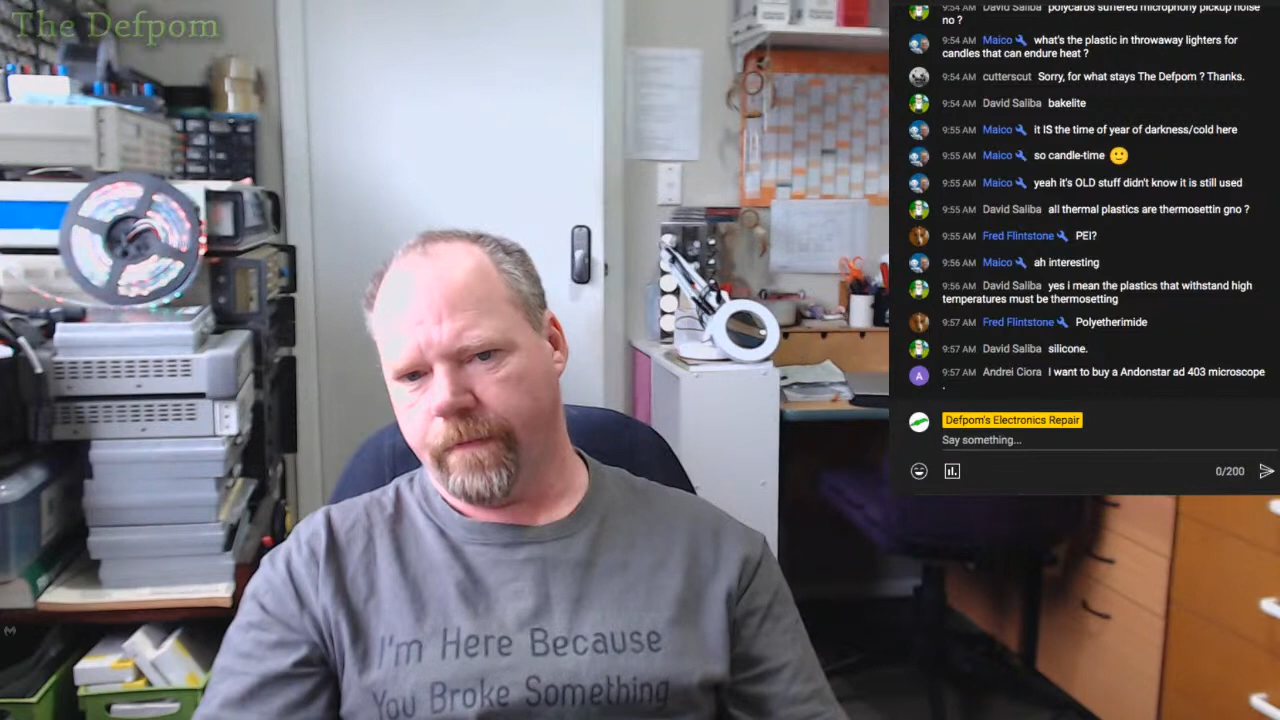 The Defpom
9:54 AM David Saliba polycarbs suffered microphony pickup noise
no ?
9:54 AM Maico what's the plastic in throwaway lighters for
candles that can endure heat ?
9:54 AM cutterscut Sorry, for what stays The Defpom ? Thanks.
9:54 AM David Saliba bakelite
9:55 AM Maico it IS the time of year of darkness/cold here
9:55 AM Maico so candle-time 🙂
9:55 AM Maico yeah it's OLD stuff didn't know it is still used
9:55 AM David Saliba all thermal plastics are thermosettin gno ?
9:55 AM Fred Flintstone PEI?
9:56 AM Maico ah interesting
9:56 AM David Saliba yes i mean the plastics that withstand high
temperatures must be thermosetting
9:57 AM Fred Flintstone Polyetherimide
9:57 AM David Saliba silicone.
A 9:57 AM Andrei Ciora I want to buy a Andonstar ad 403 microscope
.
Defpom's Electronics Repair
Say something...
0/200
I'm Here Because
You Broke Something